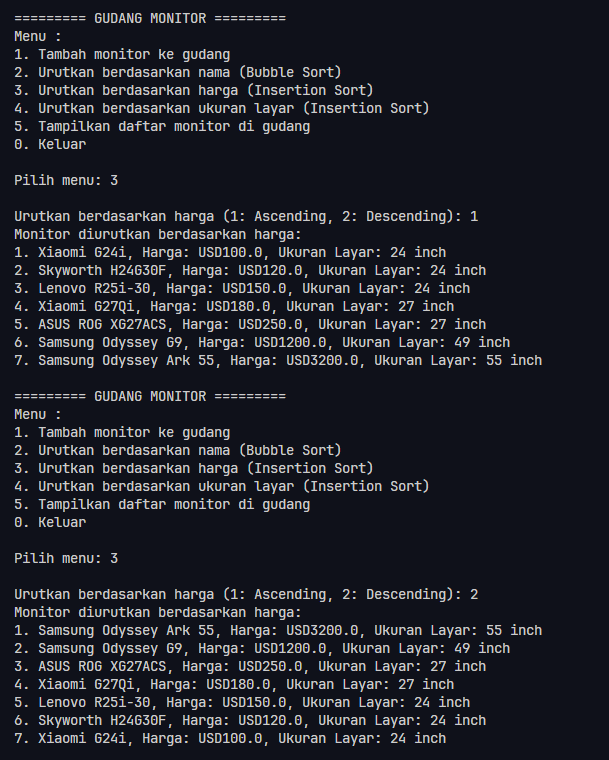 ========= GUDANG MONITOR =========
Menu :
1. Tambah monitor ke gudang
2. Urutkan berdasarkan nama (Bubble Sort)
3. Urutkan berdasarkan harga (Insertion Sort)
4. Urutkan berdasarkan ukuran layar (Insertion Sort)
5. Tampilkan daftar monitor di gudang
0. Keluar
Pilih menu: 3
Urutkan berdasarkan harga (1: Ascending, 2: Descending): 1
Monitor diurutkan berdasarkan harga:
1. Xiaomi G24i, Harga: USD100.0, Ukuran Layar: 24 inch
2. Skyworth H24G30F, Harga: USD120.0, Ukuran Layar: 24 inch
3. Lenovo R25i-30, Harga: USD150.0, Ukuran Layar: 24 inch
4. Xiaomi G27Qi, Harga: USD180.0, Ukuran Layar: 27 inch
5. ASUS ROG XG27ACS, Harga: USD250.0, Ukuran Layar: 27 inch
6. Samsung Odyssey G9, Harga: USD1200.0, Ukuran Layar: 49 inch
7. Samsung Odyssey Ark 55, Harga: USD3200.0, Ukuran Layar: 55 inch
========= GUDANG MONITOR =========
Menu :
1. Tambah monitor ke gudang
2. Urutkan berdasarkan nama (Bubble Sort)
3. Urutkan berdasarkan harga (Insertion Sort)
4. Urutkan berdasarkan ukuran layar (Insertion Sort)
5. Tampilkan daftar monitor di gudang
0. Keluar
Pilih menu: 3
Urutkan berdasarkan harga (1: Ascending, 2: Descending): 2
Monitor diurutkan berdasarkan harga:
1. Samsung Odyssey Ark 55, Harga: USD3200.0, Ukuran Layar: 55 inch
2. Samsung Odyssey G9, Harga: USD1200.0, Ukuran Layar: 49 inch
3. ASUS ROG XG27ACS, Harga: USD250.0, Ukuran Layar: 27 inch
4. Xiaomi G27Qi, Harga: USD180.0, Ukuran Layar: 27 inch
5. Lenovo R25i-30, Harga: USD150.0, Ukuran Layar: 24 inch
6. Skyworth H24G30F, Harga: USD120.0, Ukuran Layar: 24 inch
7. Xiaomi G24i, Harga: USD100.0, Ukuran Layar: 24 inch